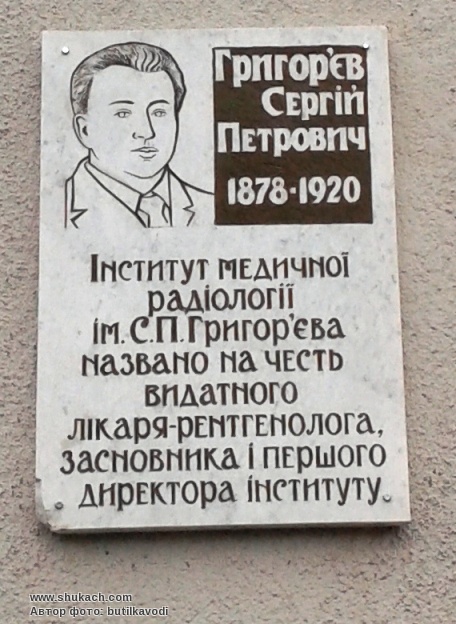 Григор'єв
Сергій
Петрович
1878-1920
Інститут медичної
радіології
ім. С.П. Григор'єва
названо на честь
видатного
лікаря-рентгенолога,
засновника і першого
директора інституту.
www.shukach.com
Автор фото: butilkavodi